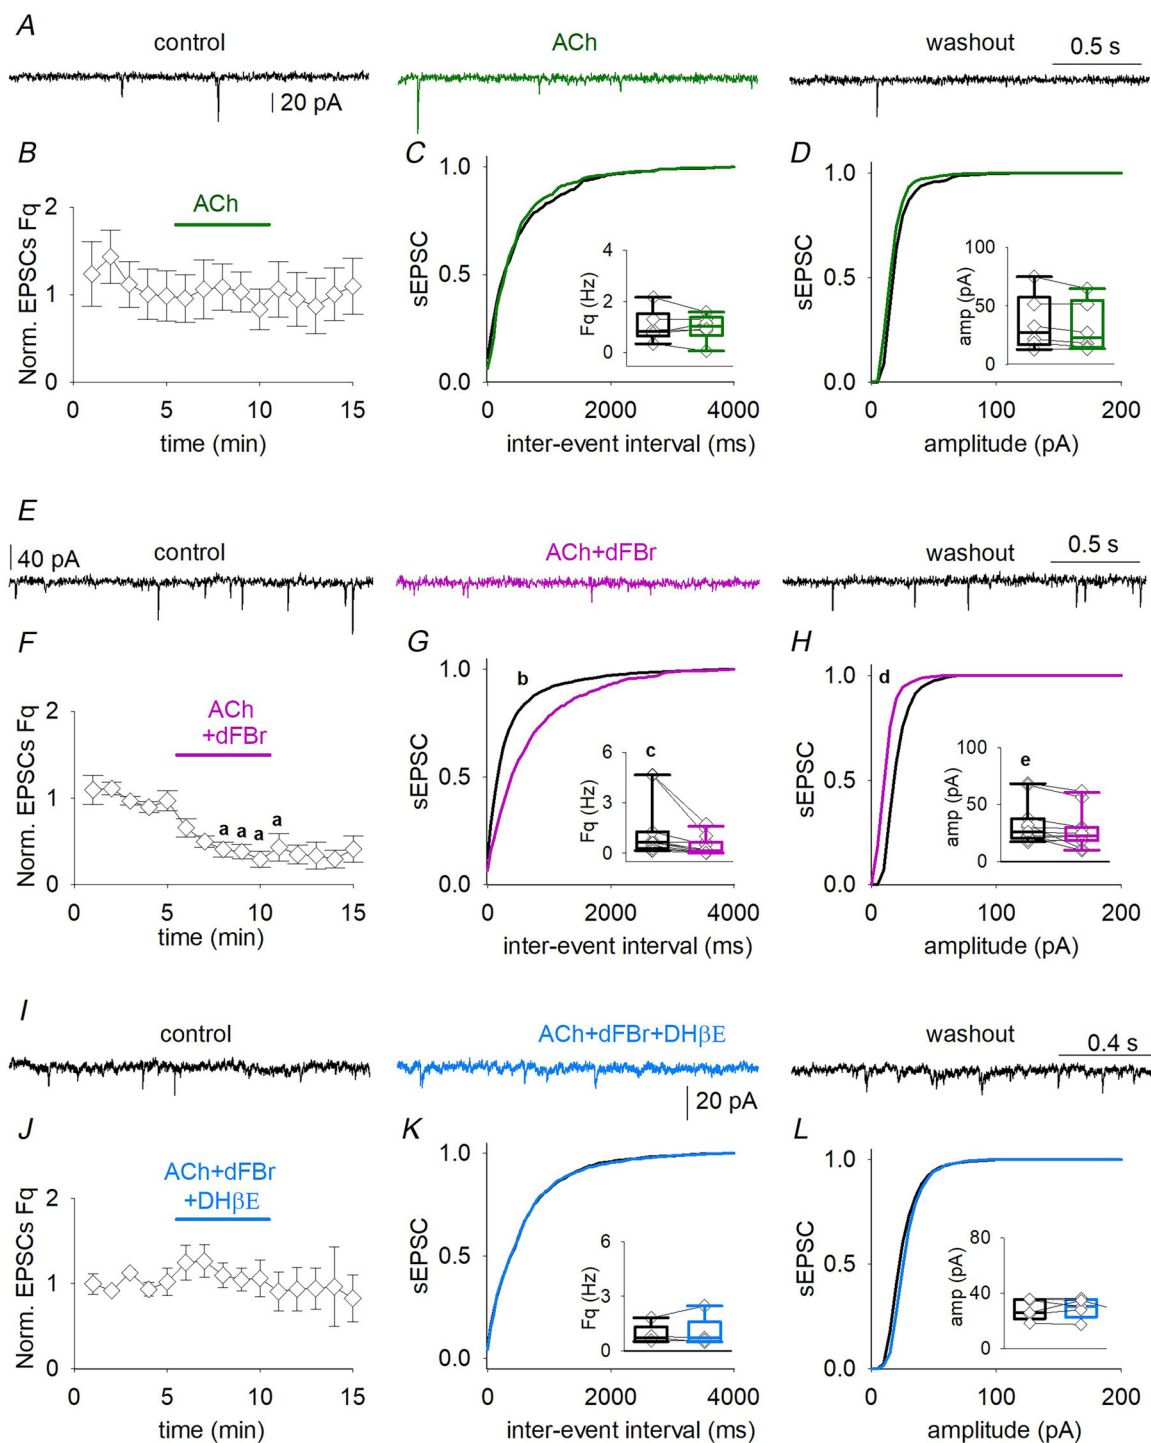 A
control
ACh
washout
0.5 s
20 pA
B
ACh
Norm. EPSCs Fq
2
1
0
0
5
10
15
time (min)
C
1.0
0.5
0.0
sEPSC
4
2
0
Fq (Hz)
0
2000
4000
inter-event interval (ms)
D
1.0
0.5
0.0
sEPSC
100
50
0
amp (pA)
0
100
200
amplitude (pA)
E
40 pA
control
ACh+dFBr
washout
0.5 s
F
ACh
+dFBr
a a a a
Norm. EPSCs Fq
2
1
0
0
5
10
15
time (min)
G
b
1.0
0.5
0.0
sEPSC
c
6
3
0
Fq (Hz)
0
2000
4000
inter-event interval (ms)
H
d
1.0
0.5
0.0
sEPSC
e
100
50
0
amp (pA)
0
100
200
amplitude (pA)
I
control
ACh+dFBr+DHβE
washout
0.4 s
20 pA
J
ACh+dFBr
+DHβE
Norm. EPSCs Fq
2
1
0
0
5
10
15
time (min)
K
1.0
0.5
0.0
sEPSC
6
3
0
Fq (Hz)
0
2000
4000
inter-event interval (ms)
L
1.0
0.5
0.0
sEPSC
80
40
0
amp (pA)
0
100
200
amplitude (pA)